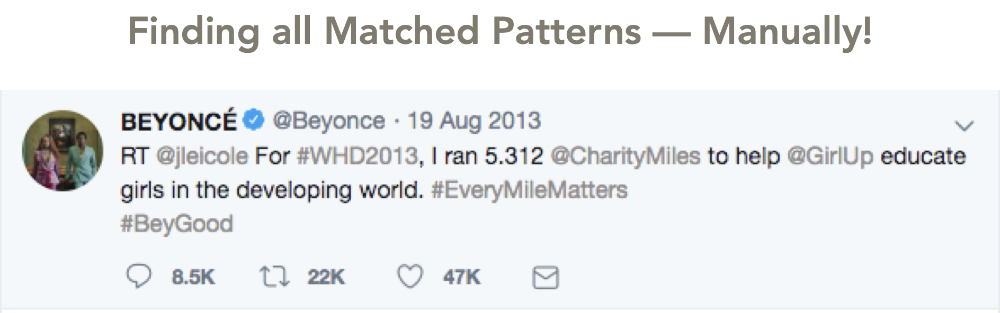 Finding all Matched Patterns — Manually!
BEYONCÉ @Beyonce · 19 Aug 2013
RT @jleicole For #WHD2013, I ran 5.312 @CharityMiles to help @GirlUp educate
girls in the developing world. #EveryMileMatters
#BeyGood
8.5K 22K 47K